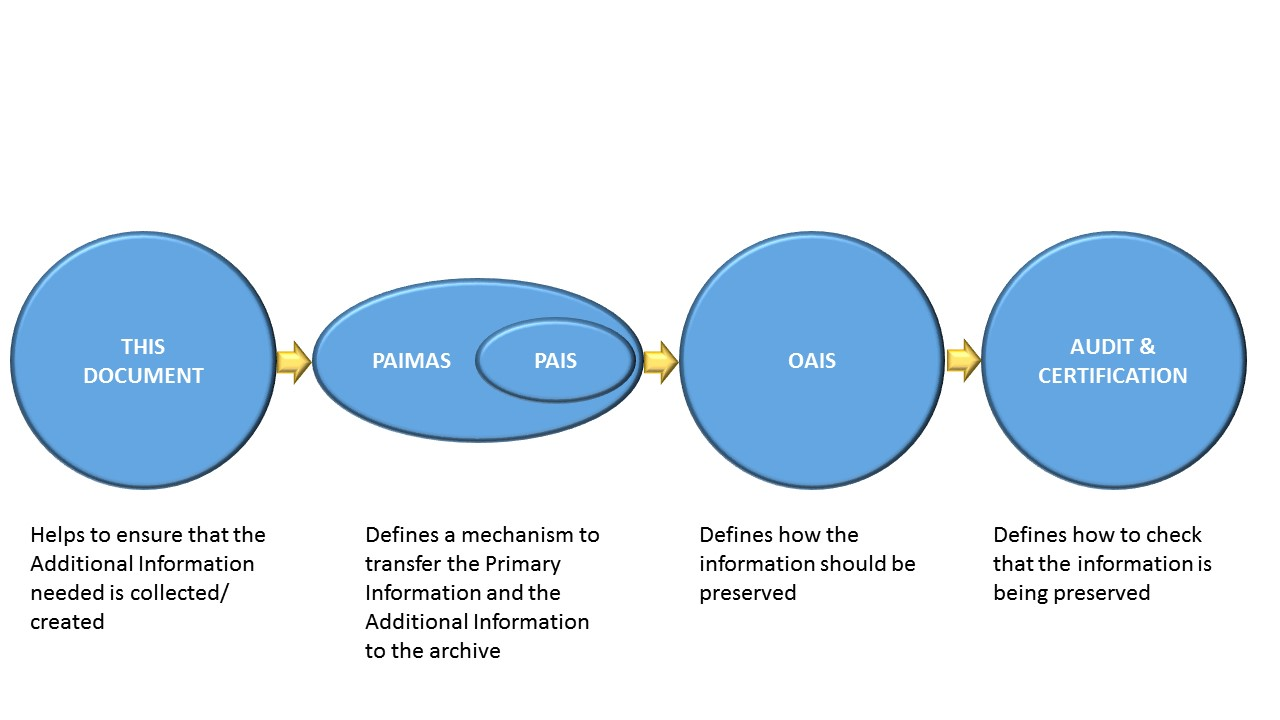 THIS
DOCUMENT
PAIMAS
PAIS
OAIS
AUDIT &
CERTIFICATION
Helps to ensure that the
Additional Information
needed is collected/
created
Defines a mechanism to
transfer the Primary
Information and the
Additional Information
to the archive
Defines how the
information should be
preserved
Defines how to check
that the information is
being preserved